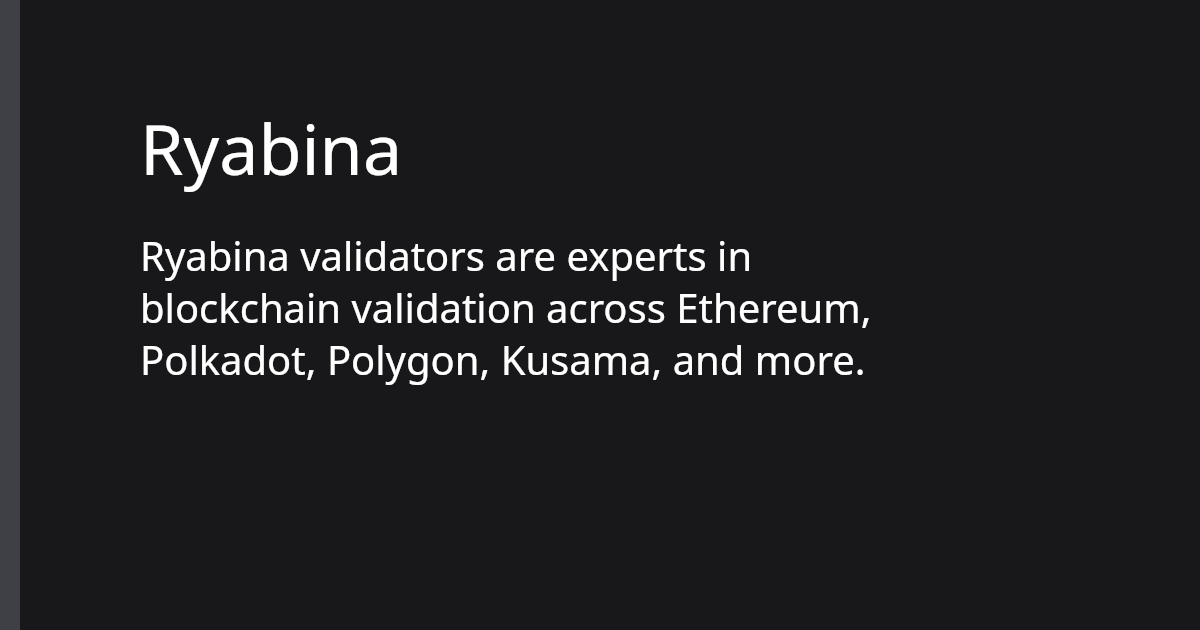 Ryabina
Ryabina validators are experts in
blockchain validation across Ethereum,
Polkadot, Polygon, Kusama, and more.